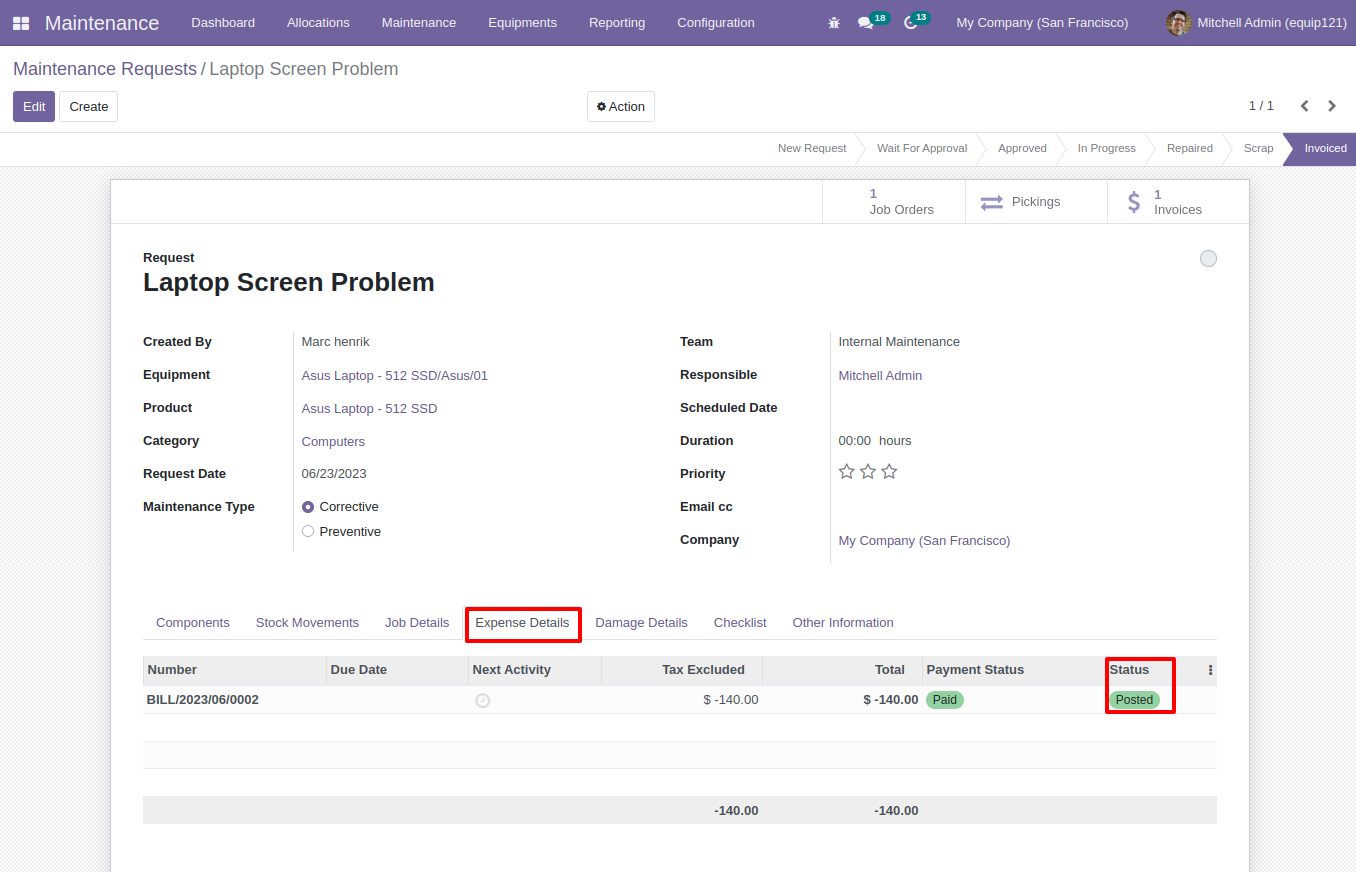 Maintenance Dashboard Allocations Maintenance Equipments Reporting Configuration 18 13 My Company (San Francisco) Mitchell Admin (equip121)
Maintenance Requests / Laptop Screen Problem
Edit Create Action 1 / 1
New Request Wait For Approval Approved In Progress Repaired Scrap Invoiced
1 Job Orders
Pickings
1 Invoices
Request
Laptop Screen Problem
Created By Marc henrik
Equipment Asus Laptop - 512 SSD/Asus/01
Product Asus Laptop - 512 SSD
Category Computers
Request Date 06/23/2023
Maintenance Type Corrective
Preventive
Team Internal Maintenance
Responsible Mitchell Admin
Scheduled Date
Duration 00:00 hours
Priority
Email cc
Company My Company (San Francisco)
Components Stock Movements Job Details Expense Details Damage Details Checklist Other Information
Number Due Date Next Activity Tax Excluded Total Payment Status Status
BILL/2023/06/0002 $ -140.00 $ -140.00 Paid Posted
-140.00 -140.00